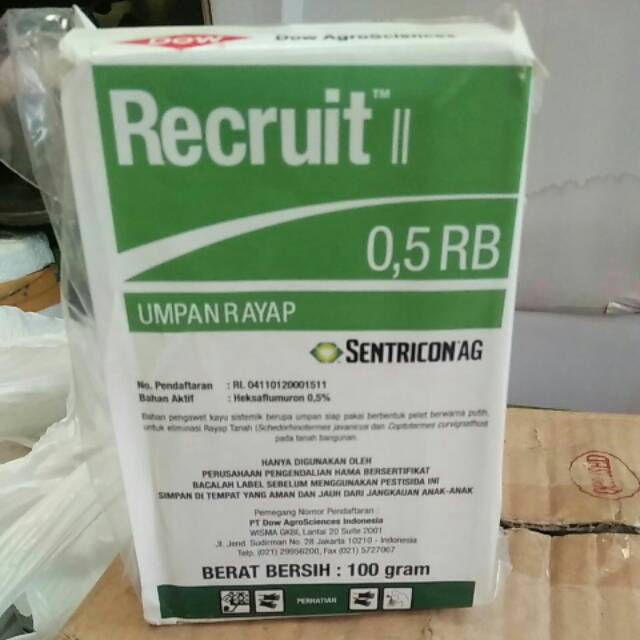 DOW
Dow AgroSciences
Recruit™ II
0,5 RB
UMPAN RAYAP
SENTRICON AG
No. Pendaftaran : RI. 04110120001511
Bahan Aktif : Heksaflumuron 0,5%
Bahan pengawet kayu sistemik berupa umpan siap pakai berbentuk pelet berwarna putih,
untuk eliminasi Rayap Tanah (Schedorhinotermes javanicus dan Coptotermes curvignathus)
pada tanah bangunan.
HANYA DIGUNAKAN OLEH
PERUSAHAAN PENGENDALIAN HAMA BERSERTIFIKAT
BACALAH LABEL SEBELUM MENGGUNAKAN PESTISIDA INI
SIMPAN DI TEMPAT YANG AMAN DAN JAUH DARI JANGKAUAN ANAK-ANAK
Pemegang Nomor Pendaftaran :
PT Dow AgroSciences Indonesia
WISMA GKBI, Lantai 20 Suite 2001
Jl. Jend. Sudirman No. 28 Jakarta 10210 - Indonesia
Telp. (021) 29956200, Fax (021) 5727067
BERAT BERSIH : 100 gram
PERHATIAN